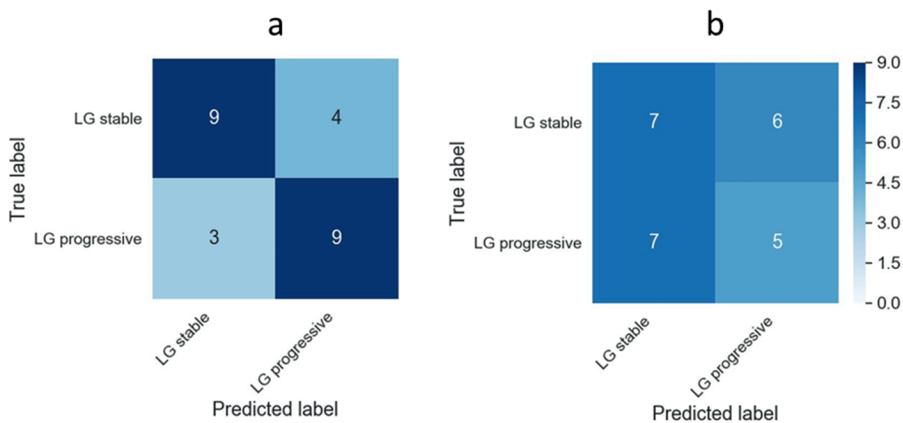 a
LG stable
9
4
LG progressive
3
9
True label
LG stable
LG progressive
Predicted label
b
LG stable
7
6
LG progressive
7
5
True label
LG stable
LG progressive
Predicted label
9.0
7.5
6.0
4.5
3.0
1.5
0.0